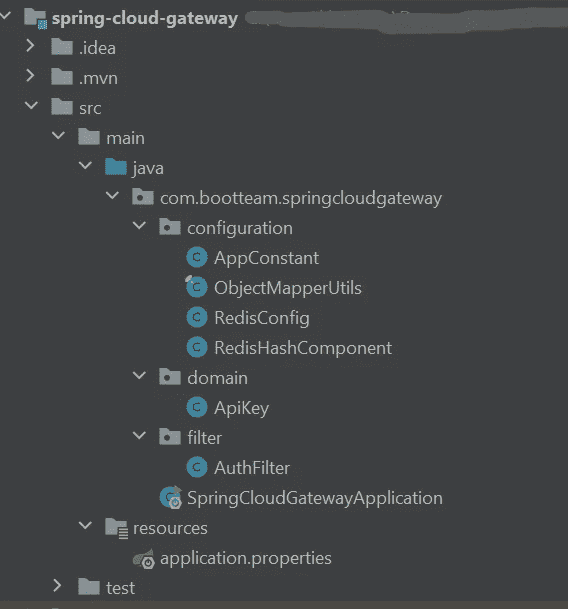 spring-cloud-gateway
.idea
.mvn
src
main
java
com.bootteam.springcloudgateway
configuration
AppConstant
ObjectMapperUtils
RedisConfig
RedisHashComponent
domain
ApiKey
filter
AuthFilter
SpringCloudGatewayApplication
resources
application.properties
test